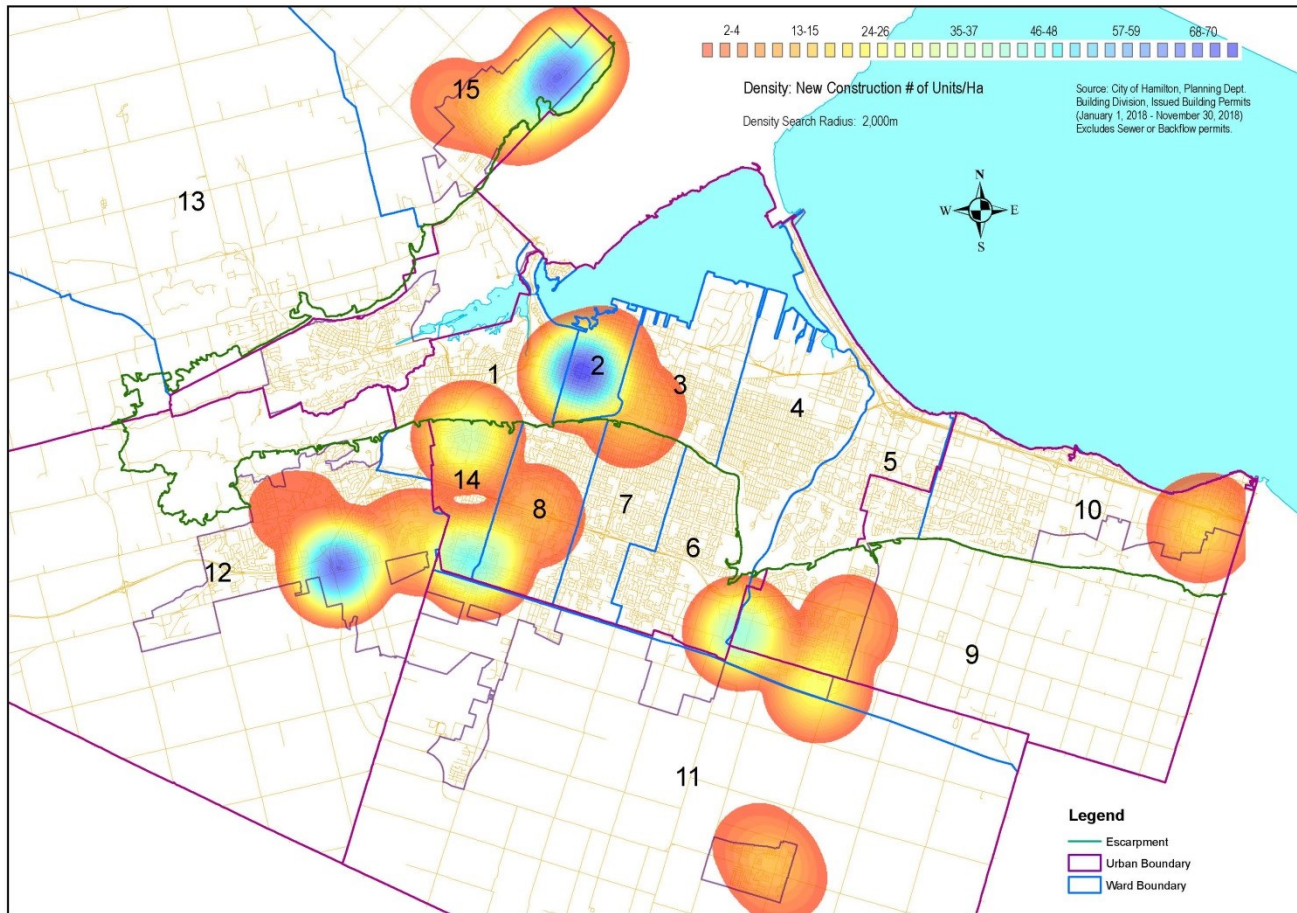 2-4 13-15 24-26 35-37 46-48 57-59 68-70
Density: New Construction # of Units/Ha
Density Search Radius: 2,000m
Source: City of Hamilton, Planning Dept.
Building Division, Issued Building Permits
(January 1, 2018 - November 30, 2018)
Excludes Sewer or Backflow permits.
15
13
N
W E
S
1
2
3
4
5
10
14
8
7
6
12
9
11
Legend
Escarpment
Urban Boundary
Ward Boundary